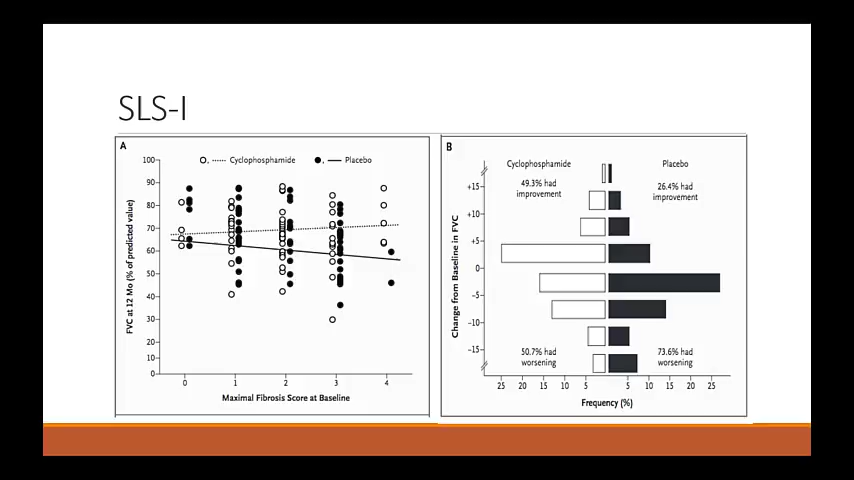 SLS-I
A
Cyclophosphamide
Placebo
100
90
80
70
60
50
40
30
20
10
0
FVC at 12 Mo (% of predicted value)
0 1 2 3 4
Maximal Fibrosis Score at Baseline
B
Cyclophosphamide Placebo
49.3% had improvement
26.4% had improvement
+15
+10
+5
0
−5
−10
−15
Change from Baseline in FVC
50.7% had worsening
73.6% had worsening
25 20 15 10 5 5 10 15 20 25
Frequency (%)